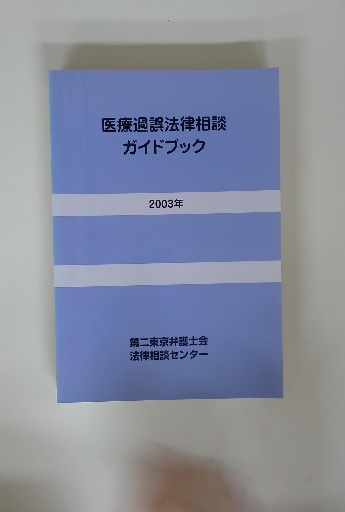 医療過誤法律相談
ガイドブック
2003年
第二東京弁護士会
法律相談センター